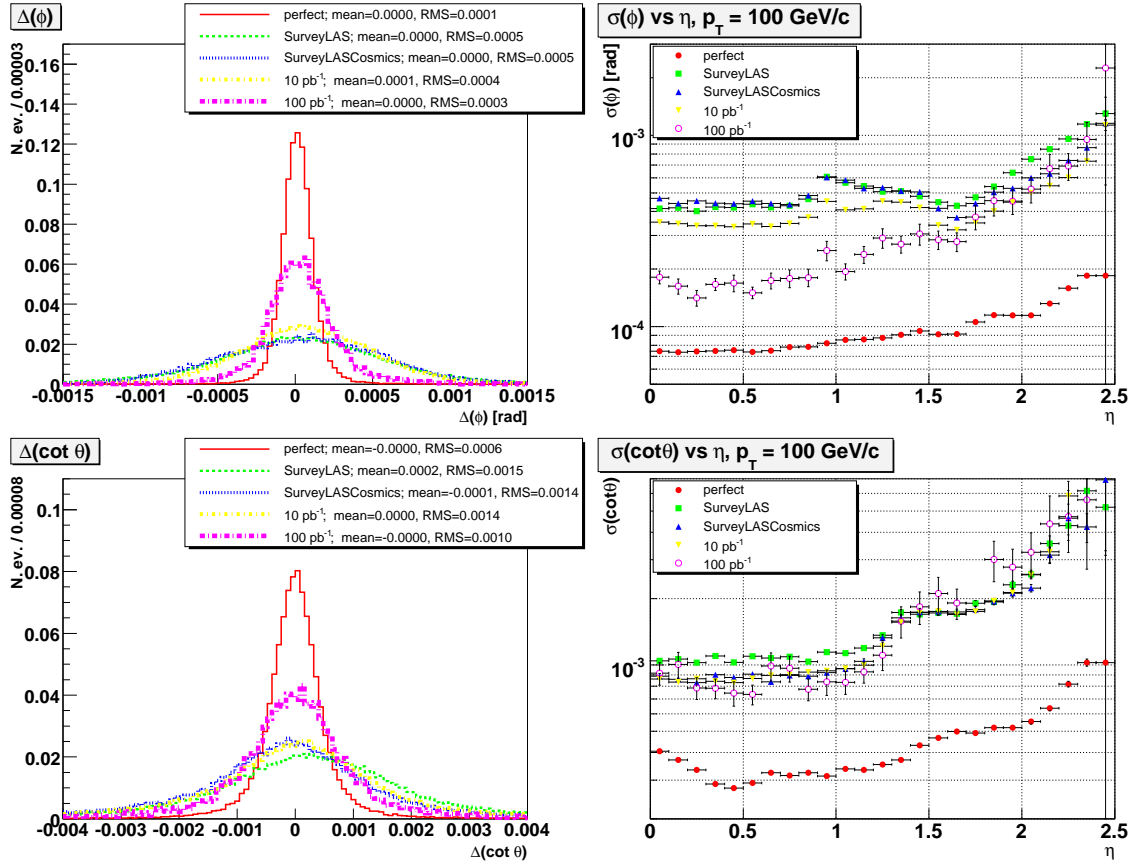 Δ(ϕ)
perfect; mean=0.0000, RMS=0.0001
SurveyLAS; mean=0.0000, RMS=0.0005
SurveyLASCosmics; mean=0.0000, RMS=0.0005
10 pb⁻¹; mean=0.0001, RMS=0.0004
100 pb⁻¹; mean=0.0000, RMS=0.0003
N. ev. / 0.00003
0.16
0.14
0.12
0.1
0.08
0.06
0.04
0.02
0
-0.0015 -0.001 -0.0005 0 0.0005 0.001 0.0015
Δ(ϕ) [rad]
σ(ϕ) vs η, p_T = 100 GeV/c
perfect
SurveyLAS
SurveyLASCosmics
10 pb⁻¹
100 pb⁻¹
σ(ϕ) [rad]
10⁻³
10⁻⁴
0 0.5 1 1.5 2 2.5
η
Δ(cot θ)
perfect; mean=-0.0000, RMS=0.0006
SurveyLAS; mean=0.0002, RMS=0.0015
SurveyLASCosmics; mean=-0.0001, RMS=0.0014
10 pb⁻¹; mean=0.0000, RMS=0.0014
100 pb⁻¹; mean=-0.0000, RMS=0.0010
N. ev. / 0.00008
0.1
0.08
0.06
0.04
0.02
0
-0.004 -0.003 -0.002 -0.001 0 0.001 0.002 0.003 0.004
Δ(cot θ)
σ(cotθ) vs η, p_T = 100 GeV/c
perfect
SurveyLAS
SurveyLASCosmics
10 pb⁻¹
100 pb⁻¹
σ(cotθ)
10⁻³
0 0.5 1 1.5 2 2.5
η